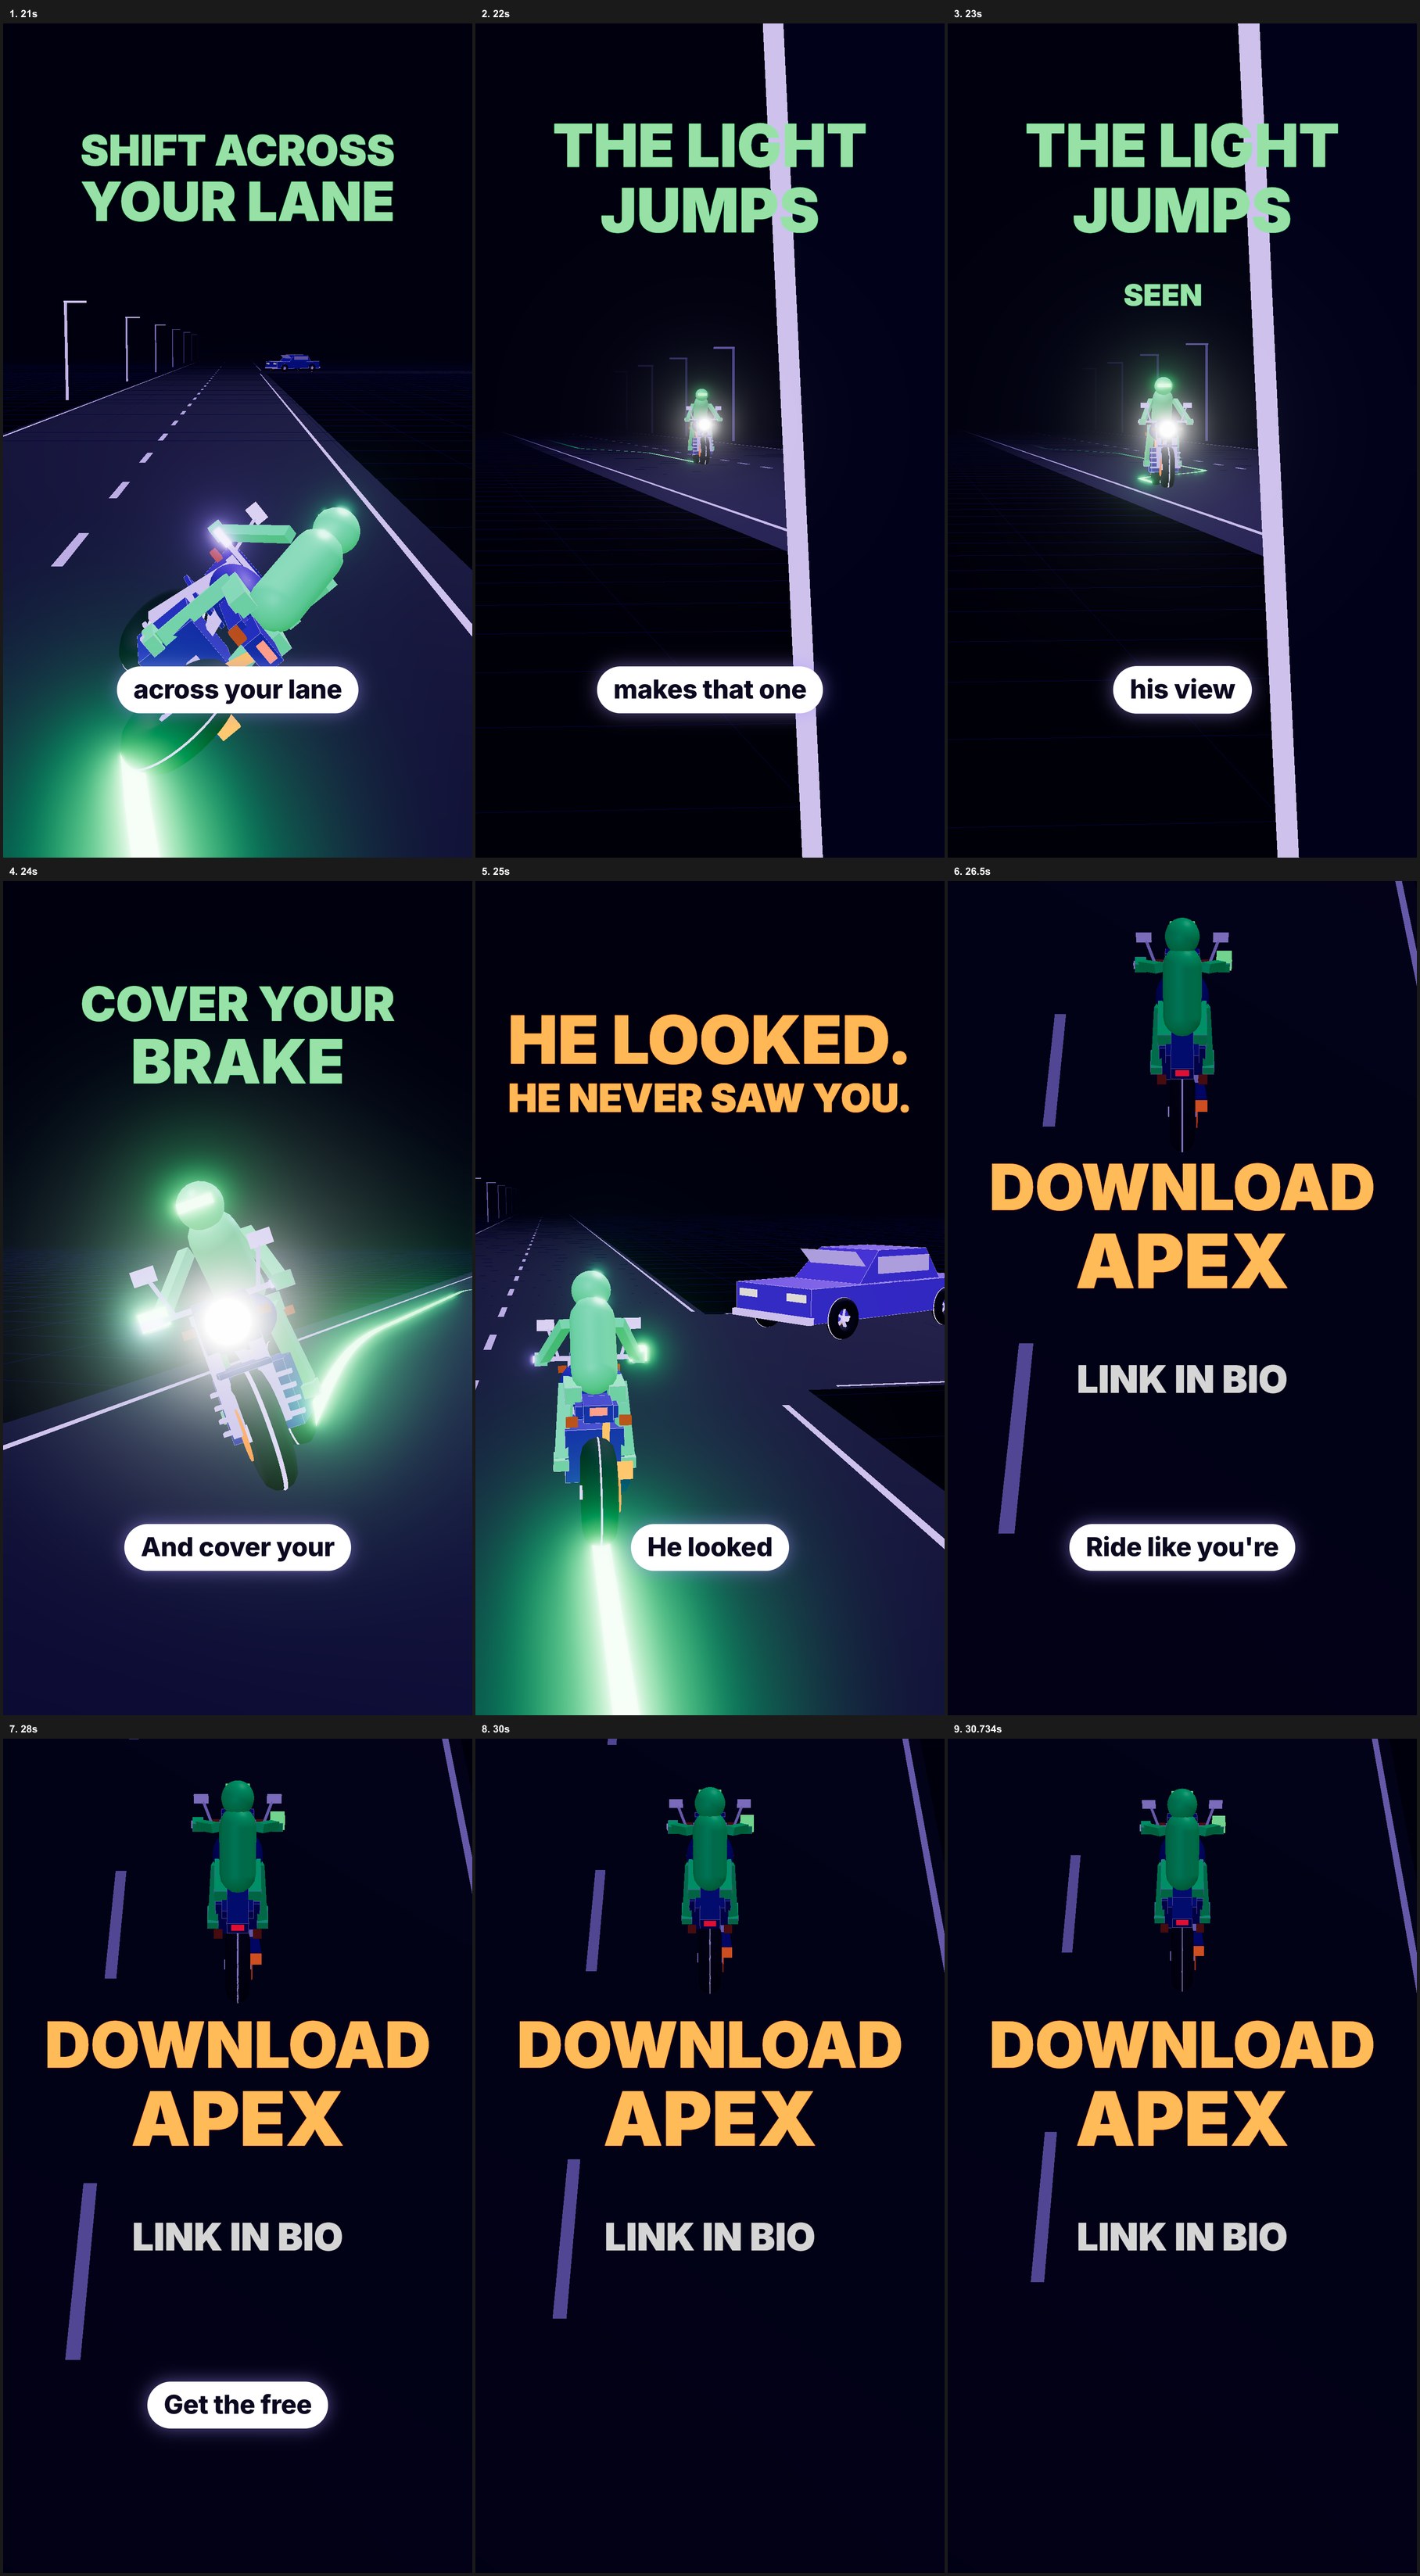 1. 21s
SHIFT ACROSS
YOUR LANE
across your lane
2. 22s
THE LIGHT
JUMPS
makes that one
3. 23s
THE LIGHT
JUMPS
SEEN
his view
4. 24s
COVER YOUR
BRAKE
And cover your
5. 25s
HE LOOKED.
HE NEVER SAW YOU.
He looked
6. 26.5s
DOWNLOAD
APEX
LINK IN BIO
Ride like you're
7. 28s
DOWNLOAD
APEX
LINK IN BIO
Get the free
8. 30s
DOWNLOAD
APEX
LINK IN BIO
9. 30.734s
DOWNLOAD
APEX
LINK IN BIO